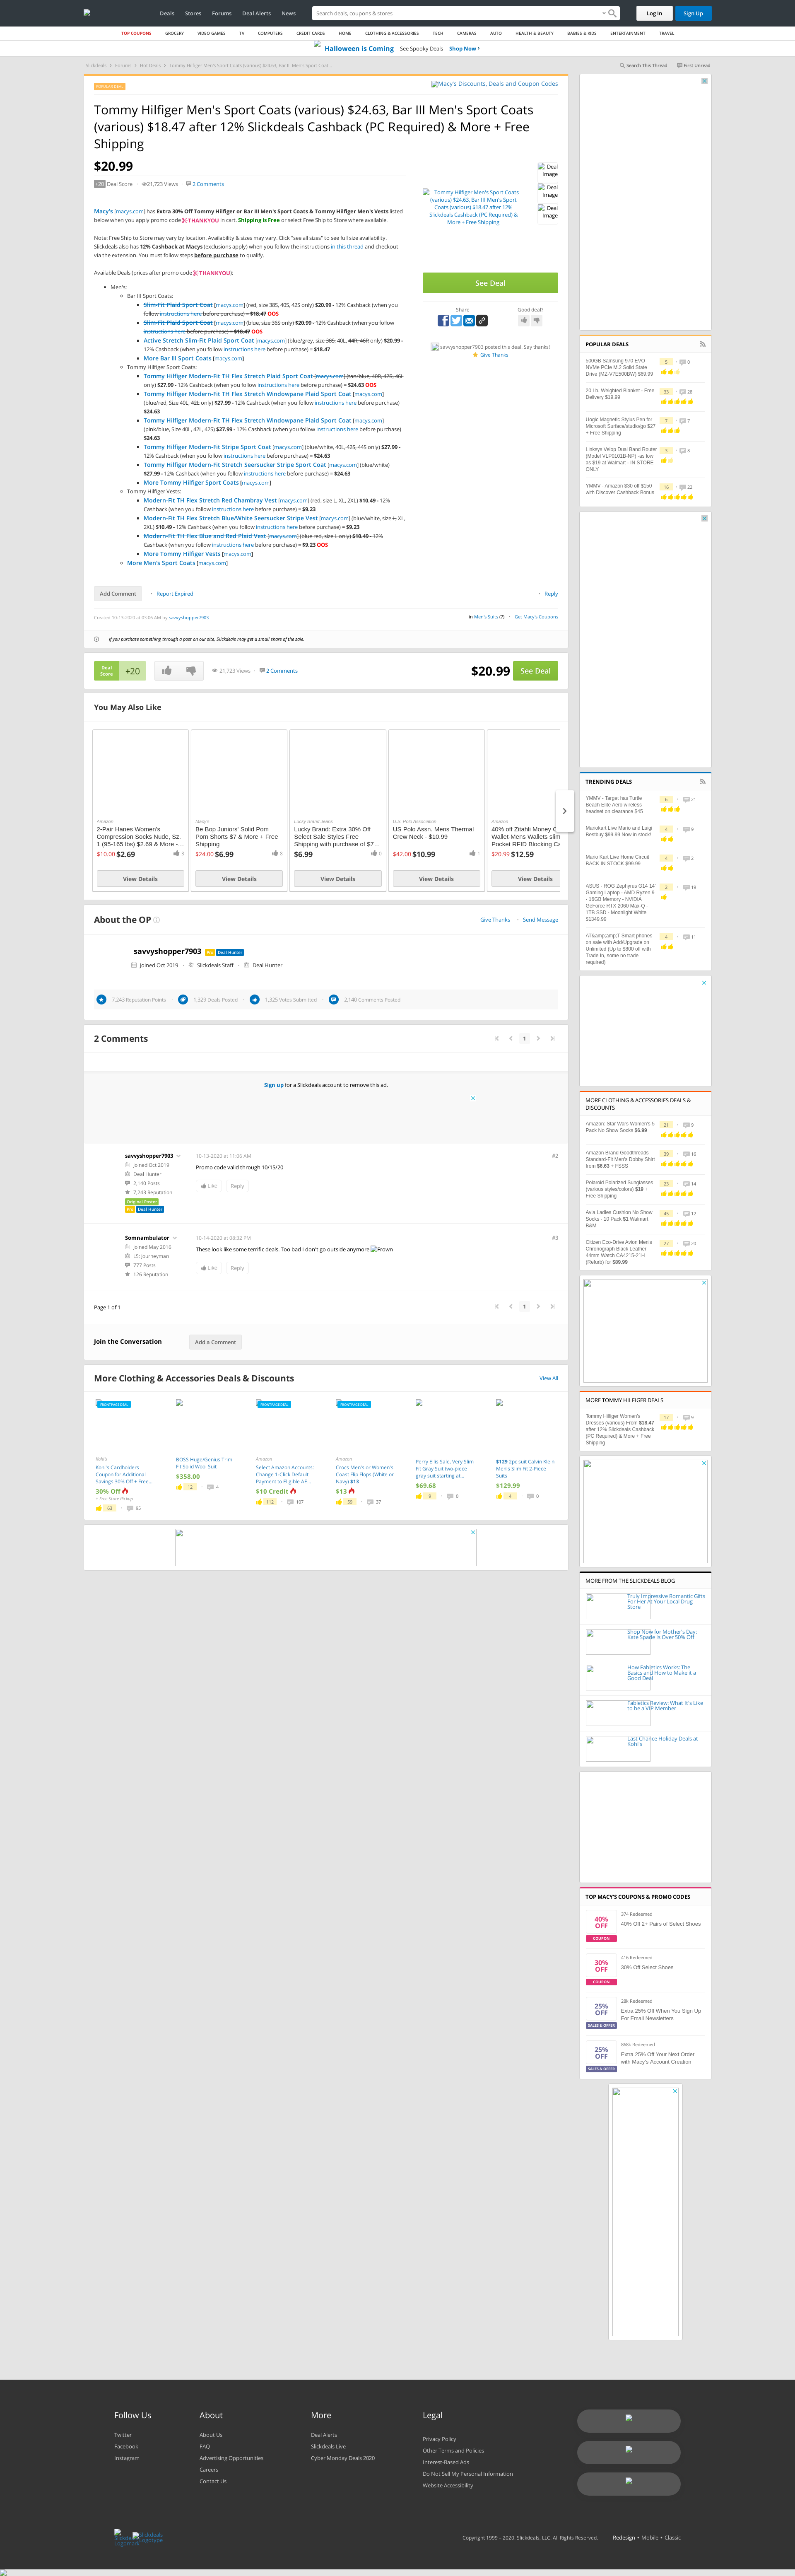 Deals Stores Forums Deal Alerts News
Search deals, coupons & stores
Log In Sign Up
TOP COUPONS GROCERY VIDEO GAMES TV COMPUTERS CREDIT CARDS HOME CLOTHING & ACCESSORIES TECH CAMERAS AUTO HEALTH & BEAUTY BABIES & KIDS ENTERTAINMENT TRAVEL
Halloween is Coming See Spooky Deals Shop Now ›
Slickdeals › Forums › Hot Deals › Tommy Hilfiger Men's Sport Coats (various) $24.63, Bar III Men's Sport Coat...
Search This Thread First Unread
POPULAR DEAL
Macy's Discounts, Deals and Coupon Codes
Tommy Hilfiger Men's Sport Coats (various) $24.63, Bar III Men's Sport Coats
(various) $18.47 after 12% Slickdeals Cashback (PC Required) & More + Free
Shipping
$20.99
+20 Deal Score 21,723 Views 2 Comments
Macy's [macys.com] has Extra 30% Off Tommy Hilfiger or Bar III Men's Sport Coats & Tommy Hilfiger Men's Vests listed
below when you apply promo code THANKYOU in cart. Shipping is Free or select Free Ship to Store where available.
Note: Free Ship to Store may vary by location. Availability & sizes may vary. Click "see all sizes" to see full size availability.
Slickdeals also has 12% Cashback at Macys (exclusions apply) when you follow the instructions in this thread and checkout
via the extension. You must follow steps before purchase to qualify.
Available Deals (prices after promo code THANKYOU):
Men's:
Bar III Sport Coats:
Slim-Fit Plaid Sport Coat [macys.com] (red, size 38S, 40S, 42S only) $20.99 - 12% Cashback (when you
follow instructions here before purchase) = $18.47 OOS
Slim-Fit Plaid Sport Coat [macys.com] (blue, size 36S only) $20.99 - 12% Cashback (when you follow
instructions here before purchase) = $18.47 OOS
Active Stretch Slim-Fit Plaid Sport Coat [macys.com] (blue/grey, size 38S, 40L, 44R, 46R only) $20.99 -
12% Cashback (when you follow instructions here before purchase) = $18.47
More Bar III Sport Coats [macys.com]
Tommy Hilfiger Sport Coats:
Tommy Hilfiger Modern-Fit TH Flex Stretch Plaid Sport Coat [macys.com] (tan/blue, 40R, 42R, 46L
only) $27.99 - 12% Cashback (when you follow instructions here before purchase) = $24.63 OOS
Tommy Hilfiger Modern-Fit TH Flex Stretch Windowpane Plaid Sport Coat [macys.com]
(blue/red, Size 40L, 42L only) $27.99 - 12% Cashback (when you follow instructions here before purchase)
$24.63
Tommy Hilfiger Modern-Fit TH Flex Stretch Windowpane Plaid Sport Coat [macys.com]
(pink/blue, Size 40L, 42L, 42S) $27.99 - 12% Cashback (when you follow instructions here before purchase) =
$24.63
Tommy Hilfiger Modern-Fit Stripe Sport Coat [macys.com] (blue/white, 40L, 42S, 44S only) $27.99 -
12% Cashback (when you follow instructions here before purchase) = $24.63
Tommy Hilfiger Modern-Fit Stretch Seersucker Stripe Sport Coat [macys.com] (blue/white)
$27.99 - 12% Cashback (when you follow instructions here before purchase) = $24.63
More Tommy Hilfiger Sport Coats [macys.com]
Tommy Hilfiger Vests:
Modern-Fit TH Flex Stretch Red Chambray Vest [macys.com] (red, size L, XL, 2XL) $10.49 - 12%
Cashback (when you follow instructions here before purchase) = $9.23
Modern-Fit TH Flex Stretch Blue/White Seersucker Stripe Vest [macys.com] (blue/white, size L, XL,
2XL) $10.49 - 12% Cashback (when you follow instructions here before purchase) = $9.23
Modern-Fit TH Flex Blue and Red Plaid Vest [macys.com] (blue red, size L only) $10.49 - 12%
Cashback (when you follow instructions here before purchase) = $9.23 OOS
More Tommy Hilfiger Vests [macys.com]
More Men's Sport Coats [macys.com]
Tommy Hilfiger Men's Sport Coats
(various) $24.63, Bar III Men's Sport
Coats (various) $18.47 after 12%
Slickdeals Cashback (PC Required) &
More + Free Shipping
Deal Image
Deal Image
Deal Image
See Deal
Share Good deal?
savvyshopper7903 posted this deal. Say thanks!
Give Thanks
Add Comment Report Expired Reply
Created 10-13-2020 at 03:06 AM by savvyshopper7903
in Men's Suits (7) Get Macy's Coupons
If you purchase something through a post on our site, Slickdeals may get a small share of the sale.
Deal Score +20 21,723 Views 2 Comments $20.99 See Deal
You May Also Like
Amazon
2-Pair Hanes Women's
Compression Socks Nude, Sz.
1 (95-165 lbs) $2.69 & More -...
$10.00 $2.69 3
View Details
Macy's
Be Bop Juniors' Solid Pom
Pom Shorts $7 & More + Free
Shipping
$24.00 $6.99 8
View Details
Lucky Brand Jeans
Lucky Brand: Extra 30% Off
Select Sale Styles Free
Shipping with purchase of $7...
$6.99 6
View Details
U.S. Polo Association
US Polo Assn. Mens Thermal
Crew Neck - $10.99
$42.00 $10.99 1
View Details
Amazon
40% off Zitahli Money C
Wallet-Mens Wallets slim
Pocket RFID Blocking Ca
$20.99 $12.59
View Details
About the OP Give Thanks Send Message
savvyshopper7903 Pro Deal Hunter
Joined Oct 2019 Slickdeals Staff Deal Hunter
7,243 Reputation Points 1,329 Deals Posted 1,325 Votes Submitted 2,140 Comments Posted
2 Comments 1
Sign up for a Slickdeals account to remove this ad.
savvyshopper7903 10-13-2020 at 11:06 AM #2
Joined Oct 2019
Deal Hunter
2,140 Posts
7,243 Reputation
Original Poster
Pro Deal Hunter
Promo code valid through 10/15/20
Like Reply
Somnambulator 10-14-2020 at 08:32 PM #3
Joined May 2016
L5: Journeyman
777 Posts
126 Reputation
These look like some terrific deals. Too bad I don't go outside anymore Frown
Like Reply
Page 1 of 1 1
Join the Conversation Add a Comment
More Clothing & Accessories Deals & Discounts View All
FRONTPAGE DEAL
Kohl's
Kohl's Cardholders
Coupon for Additional
Savings 30% Off + Free...
30% Off
+ Free Store Pickup
63 95
BOSS Huge/Genius Trim
Fit Solid Wool Suit
$358.00
12 4
FRONTPAGE DEAL
Amazon
Select Amazon Accounts:
Change 1-Click Default
Payment to Eligible AE...
$10 Credit
112 107
FRONTPAGE DEAL
Amazon
Crocs Men's or Women's
Coast Flip Flops (White or
Navy) $13
$13
59 37
Perry Ellis Sale, Very Slim
Fit Gray Suit two piece
gray suit starting at...
$69.68
9 0
$129 2pc suit Calvin Klein
Men's Slim-Fit 2-Piece
Suits
$129.99
4 0
POPULAR DEALS
500GB Samsung 970 EVO
NVMe PCIe M.2 Solid State
Drive (MZ-V7E500BW) $69.99
5 0
20 Lb. Weighted Blanket - Free
Delivery $19.99
33 28
Uogic Magnetic Stylus Pen for
Microsoft Surface/studio/go $27
+ Free Shipping
7 7
Linksys Velop Dual Band Router
(Model VLP0101B-NP) -as low
as $19 at Walmart - IN STORE
ONLY
3 8
YMMV - Amazon $30 off $150
with Discover Cashback Bonus
16 22
TRENDING DEALS
YMMV - Target has Turtle
Beach Elite Aero wireless
headset on clearance $45
6 21
Mariokart Live Mario and Luigi
Bestbuy $99.99 Now in stock!
4 9
Mario Kart Live Home Circuit
BACK IN STOCK $99.99
4 2
ASUS - ROG Zephyrus G14 14"
Gaming Laptop - AMD Ryzen 9
- 16GB Memory - NVIDIA
GeForce RTX 2060 Max-Q -
1TB SSD - Moonlight White
$1349.99
2 19
AT&amp;amp;T Smart phones
on sale with Add/Upgrade on
Unlimited (Up to $800 off with
Trade In, some no trade
required)
4 11
MORE CLOTHING & ACCESSORIES DEALS &
DISCOUNTS
Amazon: Star Wars Women's 5
Pack No Show Socks $6.99
21 9
Amazon Brand Goodthreads
Standard-Fit Men's Dobby Shirt
from $6.63 + FSSS
39 16
Polaroid Polarized Sunglasses
(various styles/colors) $18 +
Free Shipping
23 14
Avia Ladies Cushion No Show
Socks - 10 Pack $1 Walmart
B&M
45 12
Citizen Eco-Drive Avion Men's
Chronograph Black Leather
44mm Watch CA4215-21H
(Refurb) for $89.99
27 20
MORE TOMMY HILFIGER DEALS
Tommy Hilfiger Women's
Dresses (various) From $18.47
after 12% Slickdeals Cashback
(PC Required) & More + Free
Shipping
17 9
MORE FROM THE SLICKDEALS BLOG
Truly Impressive Romantic Gifts
For Her At Your Local Drug
Store
Shop Now for Mother's Day:
Kate Spade Is Over 50% Off
How Fabletics Works: The
Basics and How to Make it a
Good Deal
Fabletics Review: What It's Like
to be a VIP Member
Last Chance Holiday Deals at
Kohl's
TOP MACY'S COUPONS & PROMO CODES
40% OFF COUPON
374 Redeemed
40% Off 2+ Pairs of Select Shoes
30% OFF COUPON
416 Redeemed
30% Off Select Shoes
25% OFF SALES & OFFER
28k Redeemed
Extra 25% Off When You Sign Up
For Email Newsletters
25% OFF SALES & OFFER
868k Redeemed
Extra 25% Off Your Next Order
with Macy's Account Creation
Follow Us
Twitter
Facebook
Instagram
About
About Us
FAQ
Advertising Opportunities
Careers
Contact Us
More
Deal Alerts
Slickdeals Live
Cyber Monday Deals 2020
Legal
Privacy Policy
Other Terms and Policies
Interest-Based Ads
Do Not Sell My Personal Information
Website Accessibility
Copyright 1999 - 2020. Slickdeals, LLC. All Rights Reserved. Redesign • Mobile • Classic